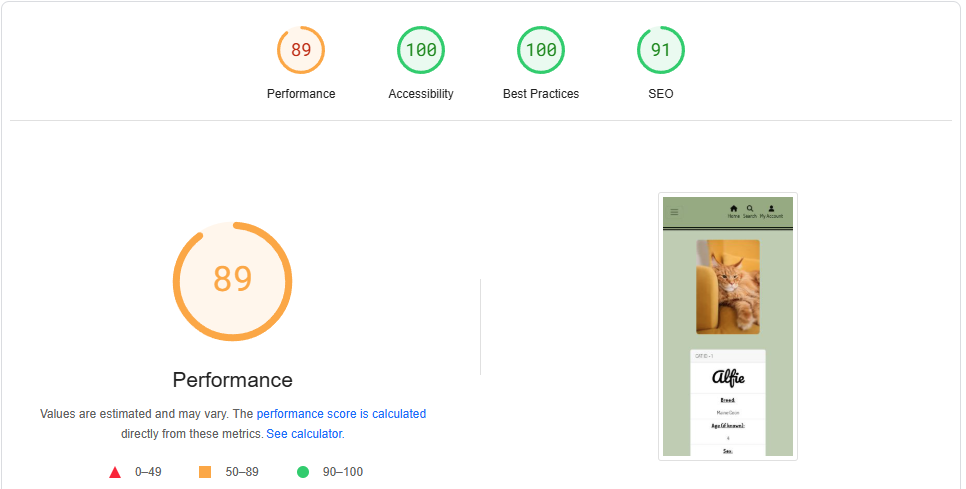 89
100
100
91
Performance
Accessibility
Best Practices
SEO
89
Performance
Values are estimated and may vary. The performance score is calculated
directly from these metrics. See calculator.
0–49
50–89
90–100
Home Search My Account
CAT ID – 1
Alfie
Breed:
Maine Coon
Age (if known):
4
Sex: